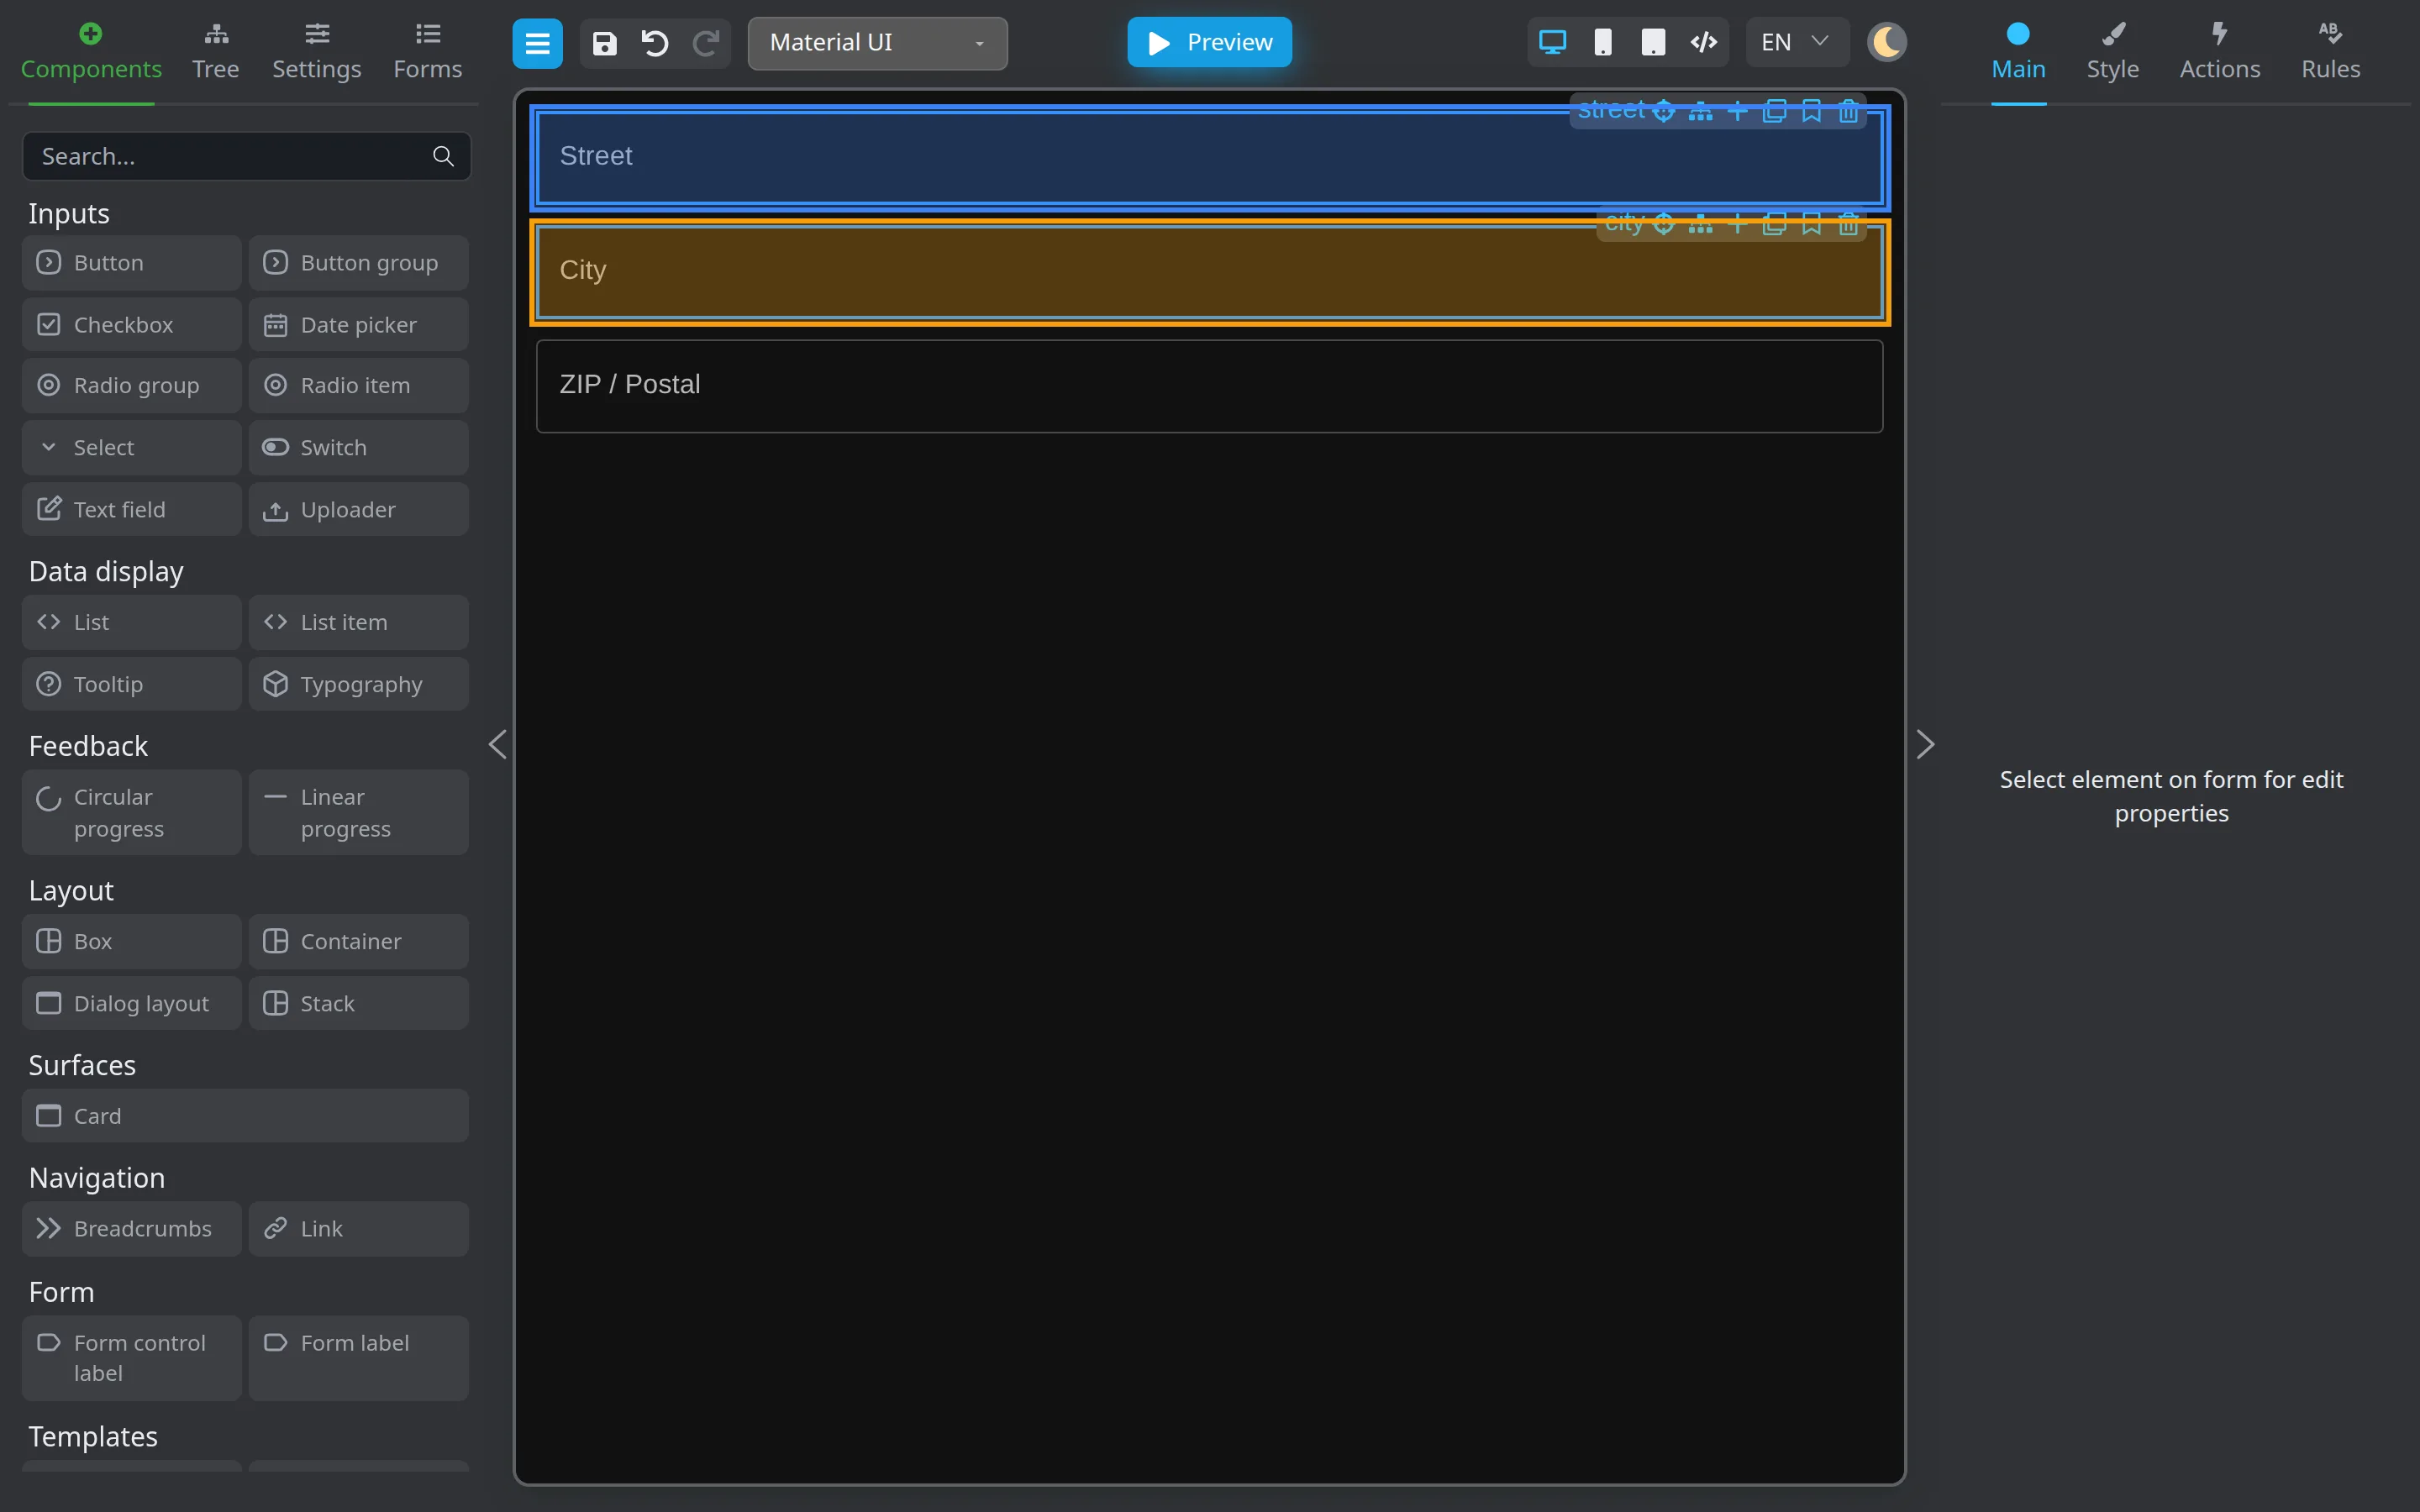 Components
Tree
Settings
Forms
Material UI
Preview
EN
Main
Style
Actions
Rules
Search...
Inputs
Button
Button group
Checkbox
Date picker
Radio group
Radio item
Select
Switch
Text field
Uploader
Data display
List
List item
Tooltip
Typography
Feedback
Circular
progress
Linear
progress
Layout
Box
Container
Dialog layout
Stack
Surfaces
Card
Navigation
Breadcrumbs
Link
Form
Form control
label
Form label
Templates
street
Street
city
City
ZIP / Postal
Select element on form for edit
properties